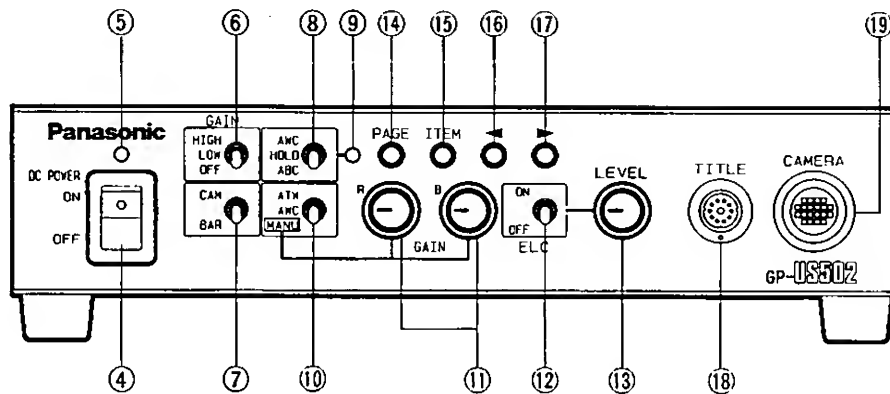 ⑤ ⑥ ⑧ ⑨ ⑭ ⑮ ⑯ ⑰ ⑲
Panasonic
DC POWER
ON
OFF
GAIN
HIGH
LOW
OFF
CAM
BAR
AWC
HOLD
ABC
ATW
AWC
MANU
PAGE ITEM ◄ ►
R B
GAIN
ON
OFF
ELC
LEVEL
TITLE
CAMERA
GP-US502
④ ⑦ ⑩ ⑪ ⑫ ⑬ ⑱